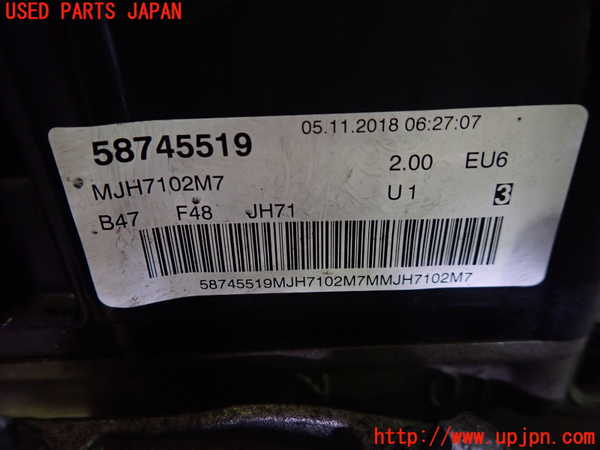 USED PARTS JAPAN
05.11.2018 06:27:07
58745519
2.00 EU6
MJH7102M7
U1 3
B47 F48 JH71
58745519MJH7102M7MMJH7102M7
http://www.upjpn.com/